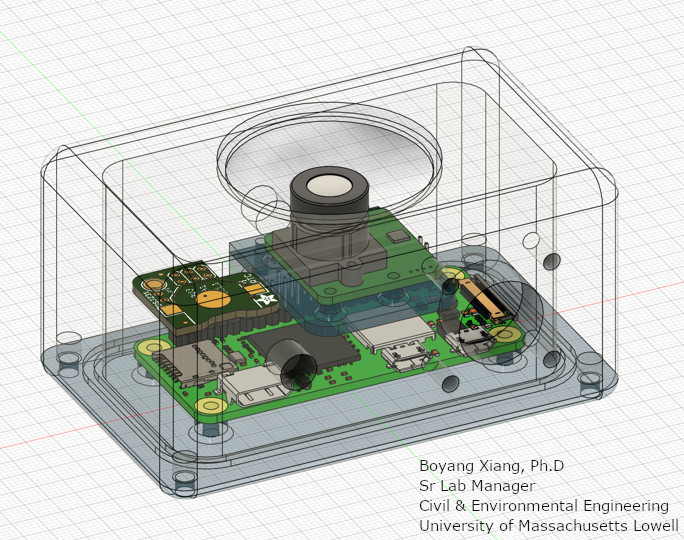 Boyang Xiang, Ph.D
Sr Lab Manager
Civil & Environmental Engineering
University of Massachusetts Lowell